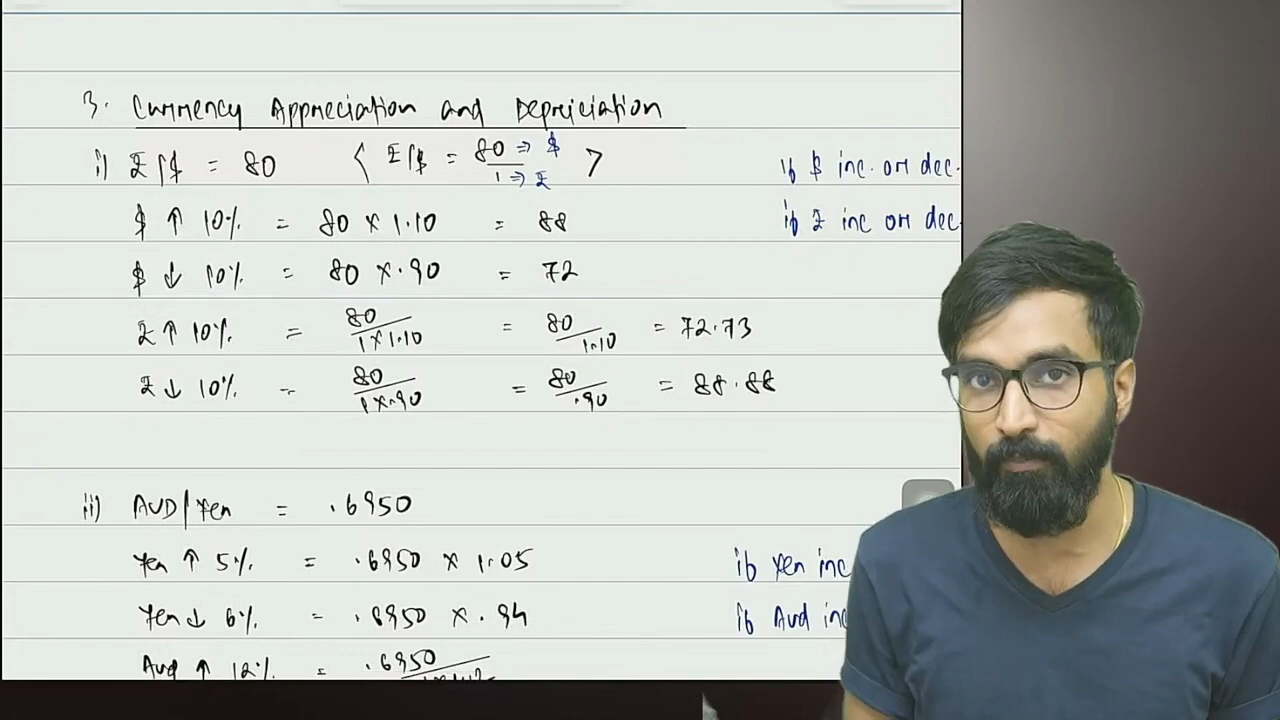 3. Currency Appreciation and Depriciation
i) ₹/$ = 80 < ₹/$ = 80 ⇒ $ / 1 ⇒ ₹ > if $ inc. or dec.
$ ↑ 10% = 80 × 1.10 = 88 if ₹ inc or dec
$ ↓ 10% = 80 × .90 = 72
₹ ↑ 10% = 80 / 1×1.10 = 80 / 1.10 = 72.73
₹ ↓ 10% = 80 / 1×.90 = 80 / .90 = 88.88
ii) AUD/Yen = .6950
Yen ↑ 5% = .6950 × 1.05 if Yen inc
Yen ↓ 6% = .6950 × .94 if Aud inc
Aud ↑ 12% = .6950